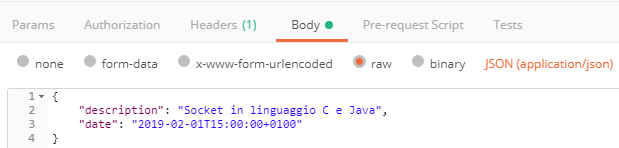 Params Authorization Headers (1) Body Pre-request Script Tests
none form-data x-www-form-urlencoded raw binary JSON (application/json)
1 {
2 "description": "Socket in linguaggio C e Java",
3 "date": "2019-02-01T15:00:00+0100"
4 }